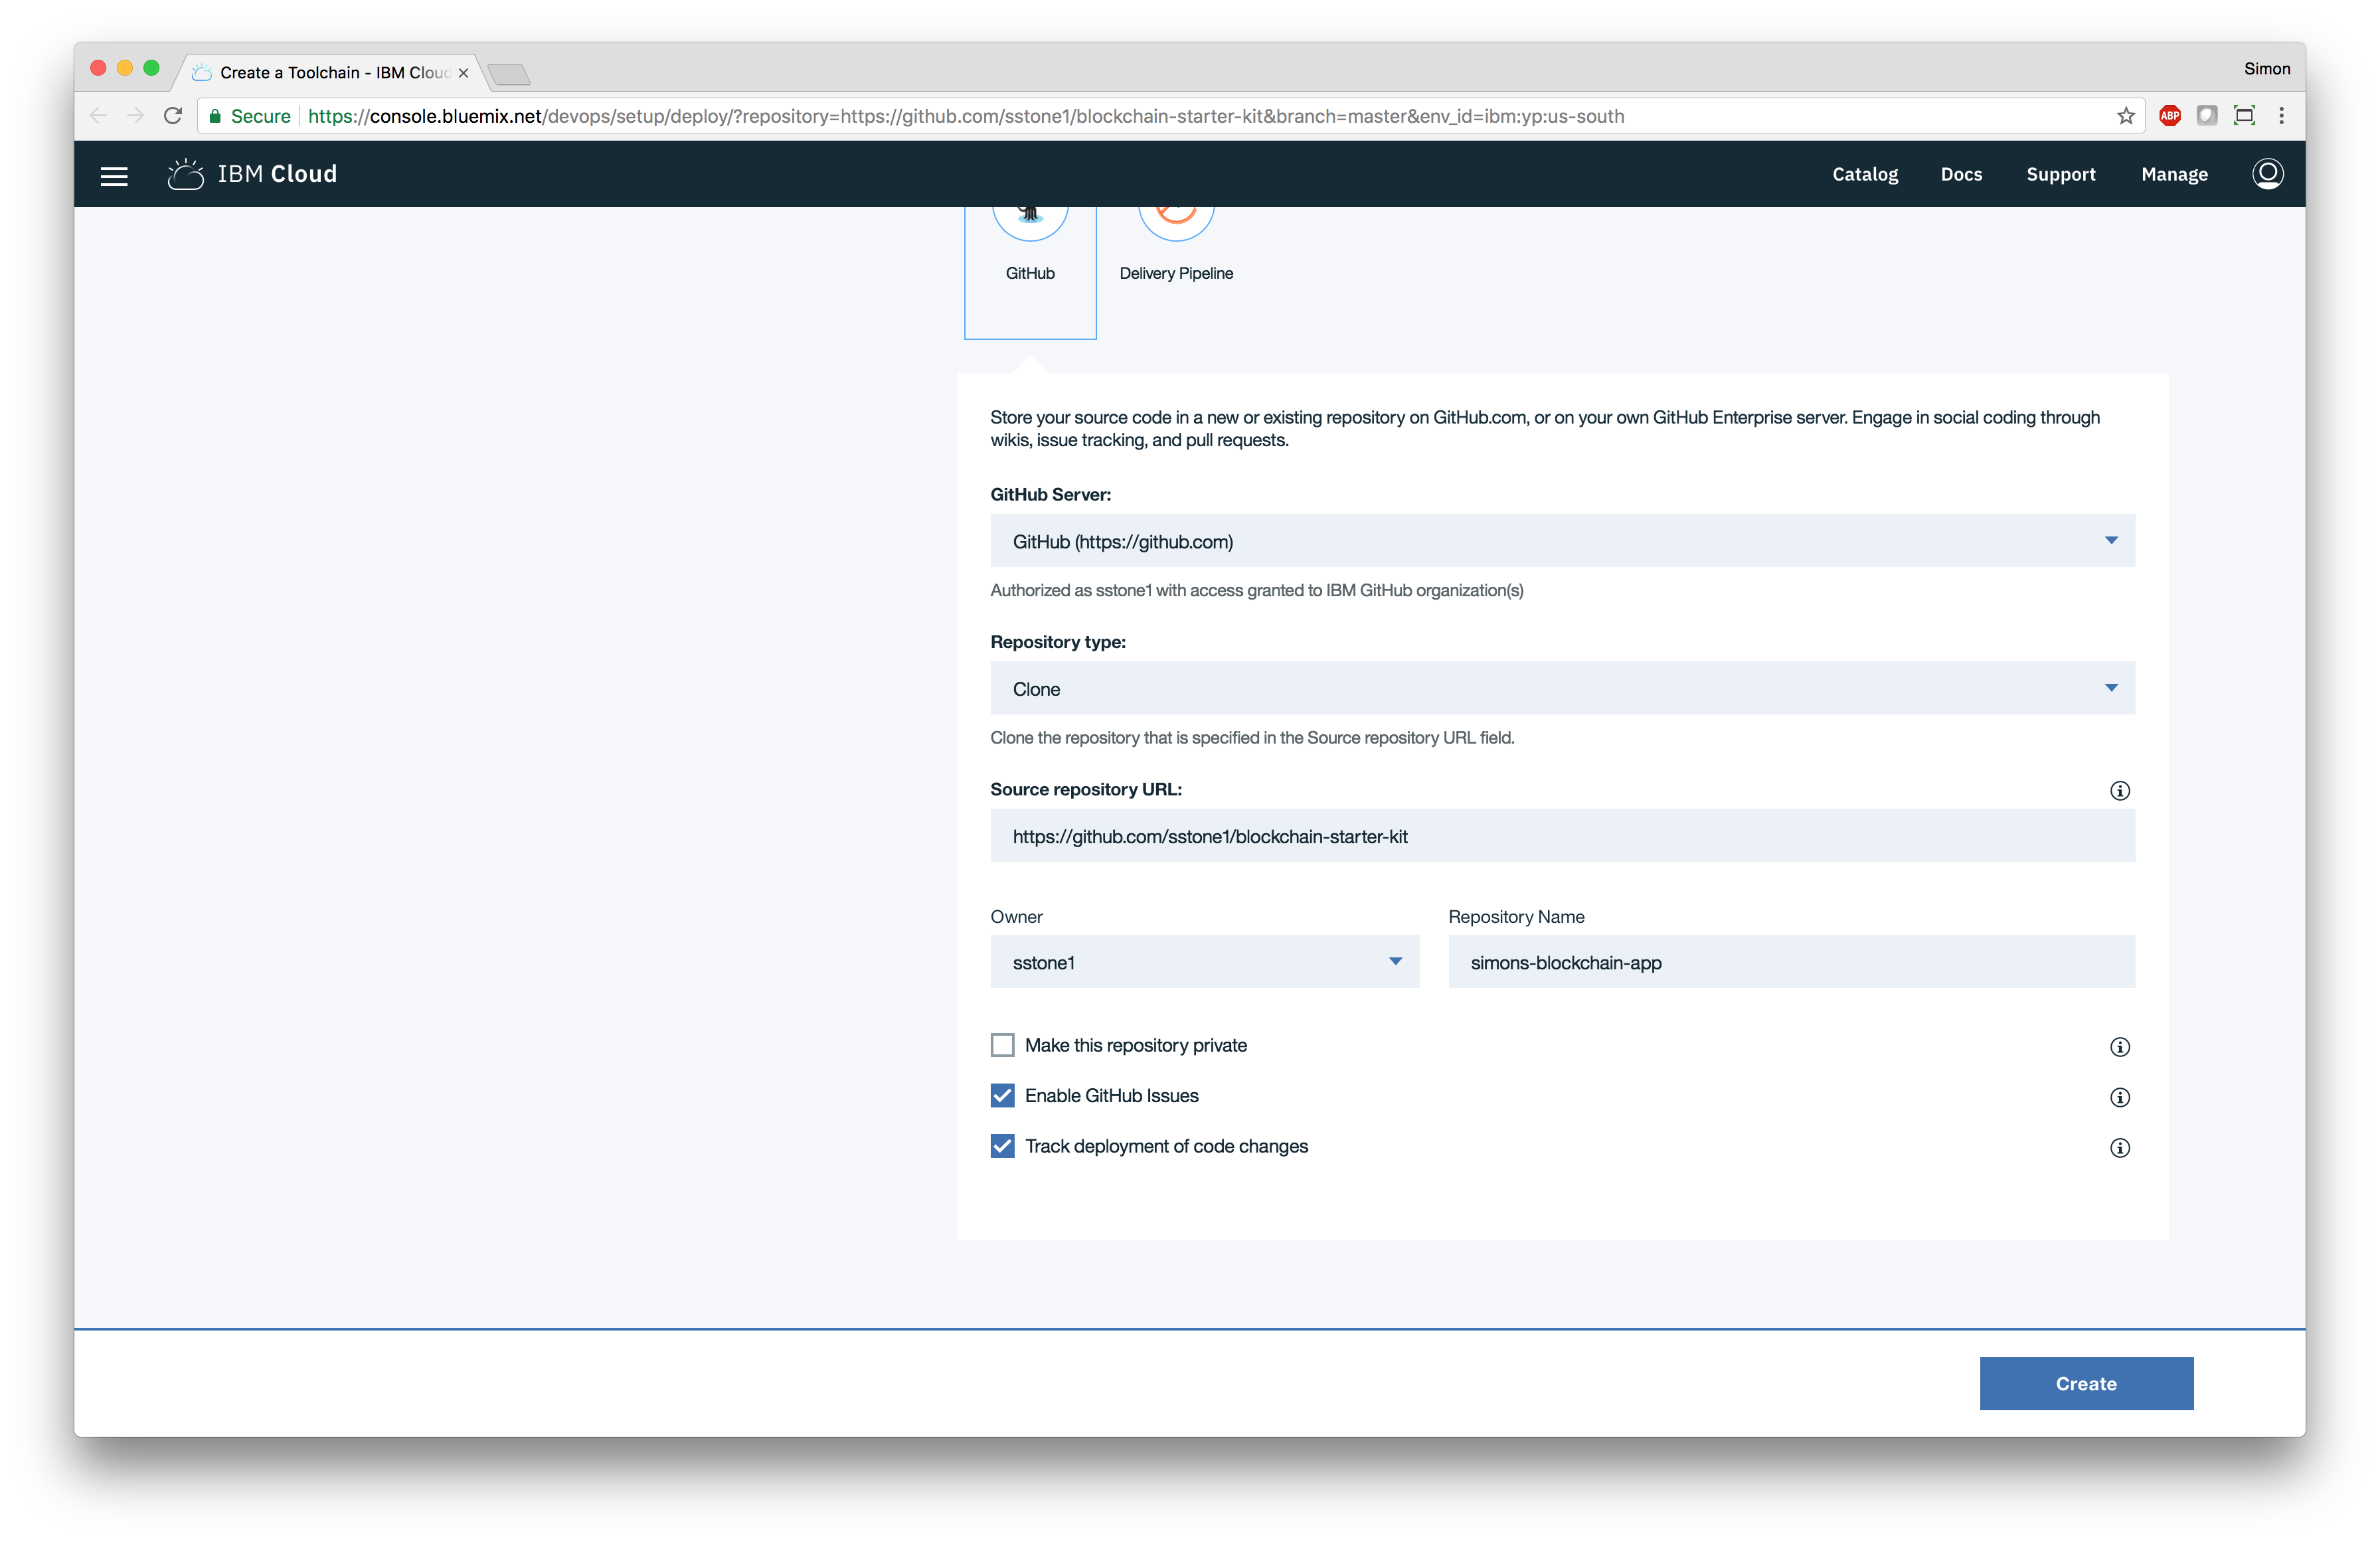 Create a Toolchain - IBM Cloud
Simon
Secure https://console.bluemix.net/devops/setup/deploy/?repository=https://github.com/sstone1/blockchain-starter-kit&branch=master&env_id=ibm:yp:us-south
ABP
IBM Cloud
Catalog Docs Support Manage
GitHub Delivery Pipeline
Store your source code in a new or existing repository on GitHub.com, or on your own GitHub Enterprise server. Engage in social coding through
wikis, issue tracking, and pull requests.
GitHub Server:
GitHub (https://github.com)
Authorized as sstone1 with access granted to IBM GitHub organization(s)
Repository type:
Clone
Clone the repository that is specified in the Source repository URL field.
Source repository URL:
https://github.com/sstone1/blockchain-starter-kit
Owner Repository Name
sstone1 simons-blockchain-app
Make this repository private
Enable GitHub Issues
Track deployment of code changes
Create